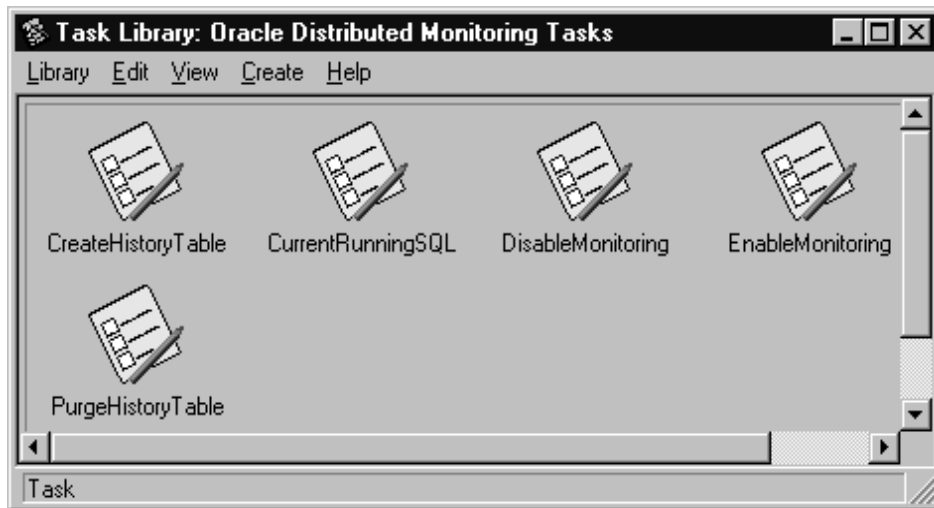 Task Library: Oracle Distributed Monitoring Tasks
Library Edit View Create Help
CreateHistoryTable CurrentRunningSQL DisableMonitoring EnableMonitoring
PurgeHistoryTable
Task